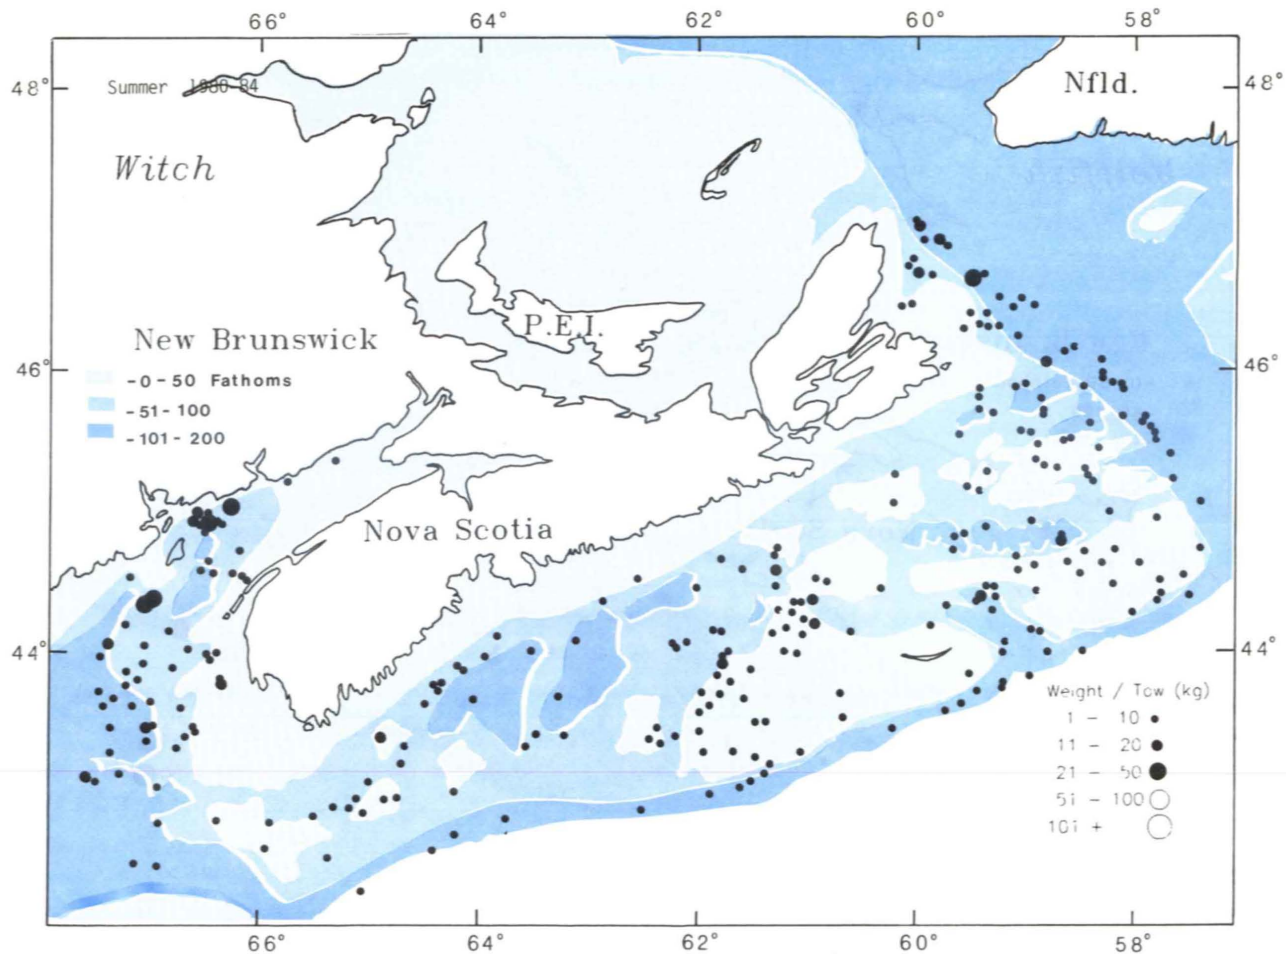 66° 64° 62° 60° 58°
48° 48°
Summer 1980-84
Nfld.
Witch
P.E.I.
New Brunswick
46° 46°
-0-50 Fathoms
-51-100
-101-200
Nova Scotia
44° 44°
Weight / Tow (kg)
1 - 10
11 - 20
21 - 50
51 - 100
101 +
66° 64° 62° 60° 58°